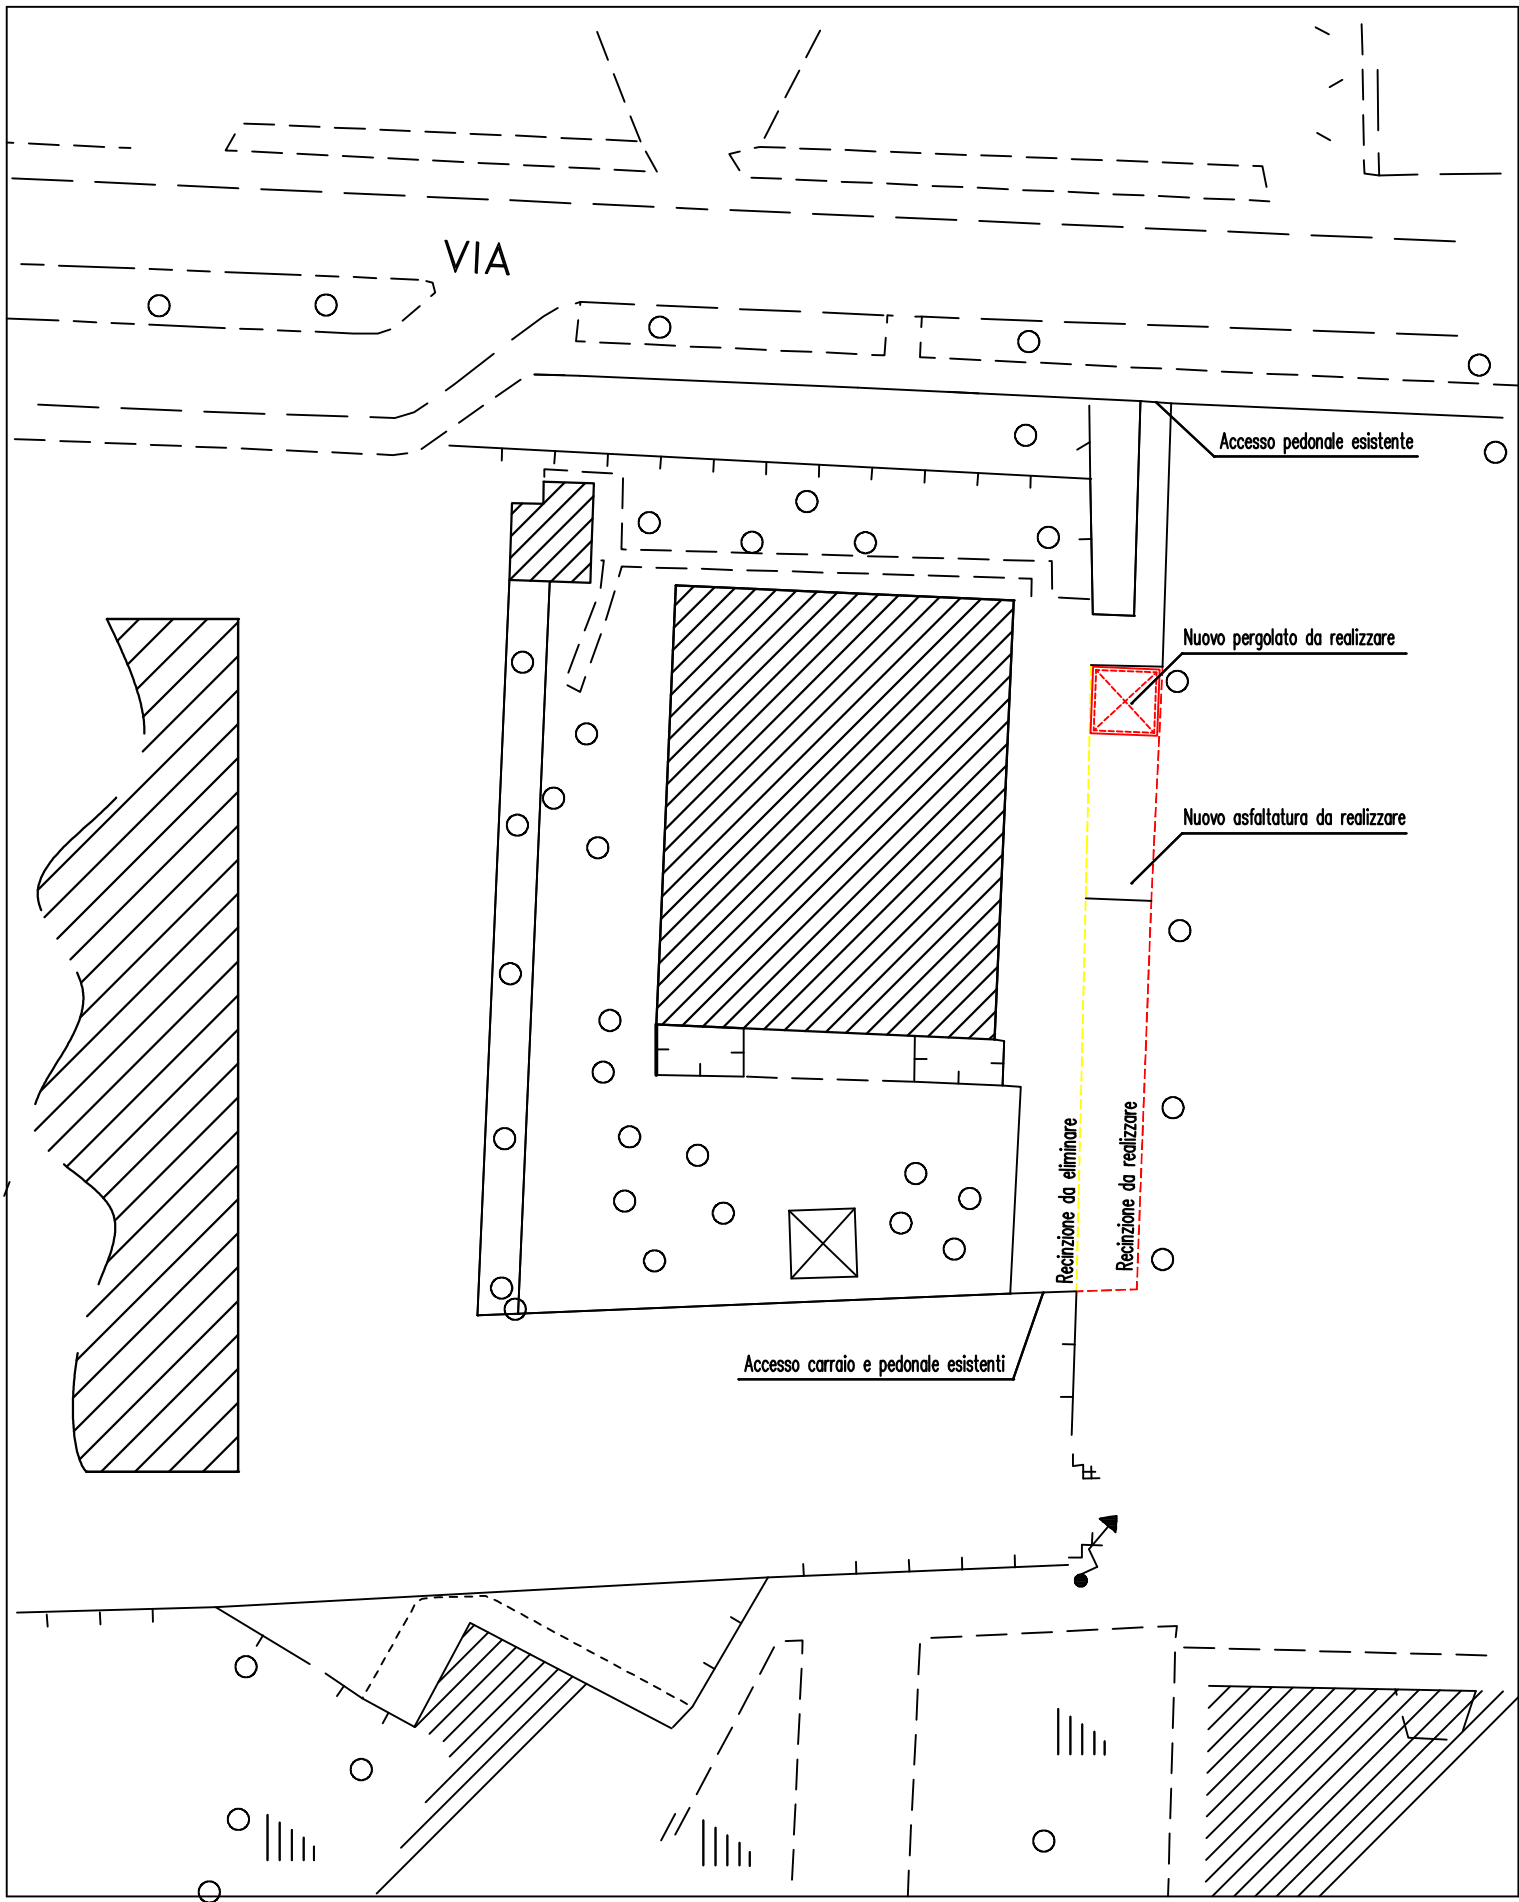 VIA
Accesso pedonale esistente
Nuovo pergolato da realizzare
Nuovo asfaltatura da realizzare
Recinzione da eliminare
Recinzione da realizzare
Accesso carraio e pedonale esistenti